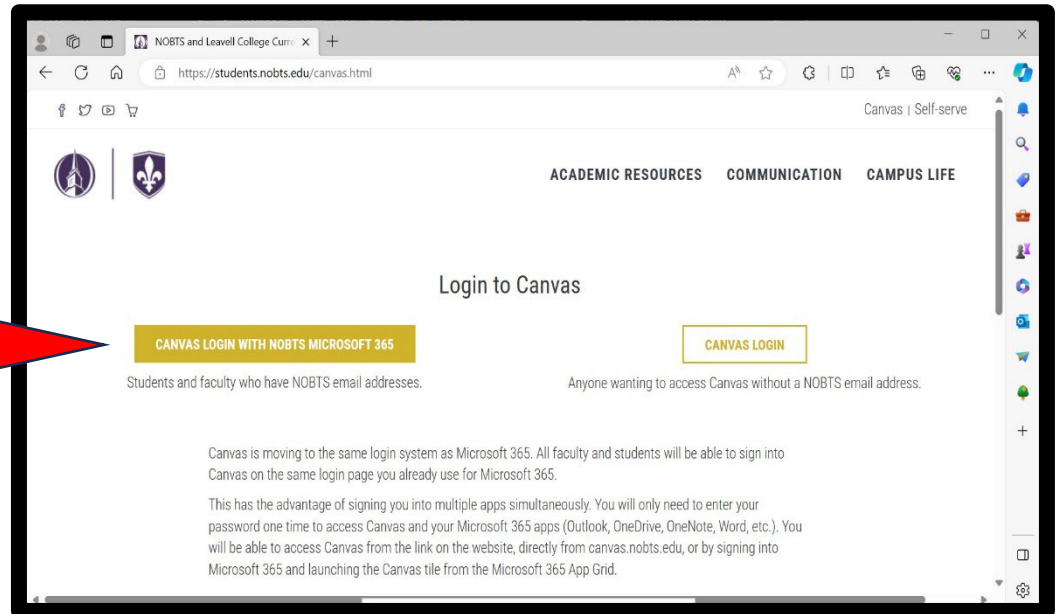 NOBTS and Leavell College Curre
https://students.nobts.edu/canvas.html
Canvas | Self-serve
ACADEMIC RESOURCES COMMUNICATION CAMPUS LIFE
Login to Canvas
CANVAS LOGIN WITH NOBTS MICROSOFT 365
CANVAS LOGIN
Students and faculty who have NOBTS email addresses.
Anyone wanting to access Canvas without a NOBTS email address.
Canvas is moving to the same login system as Microsoft 365. All faculty and students will be able to sign into
Canvas on the same login page you already use for Microsoft 365.
This has the advantage of signing you into multiple apps simultaneously. You will only need to enter your
password one time to access Canvas and your Microsoft 365 apps (Outlook, OneDrive, OneNote, Word, etc.). You
will be able to access Canvas from the link on the website, directly from canvas.nobts.edu, or by signing into
Microsoft 365 and launching the Canvas tile from the Microsoft 365 App Grid.